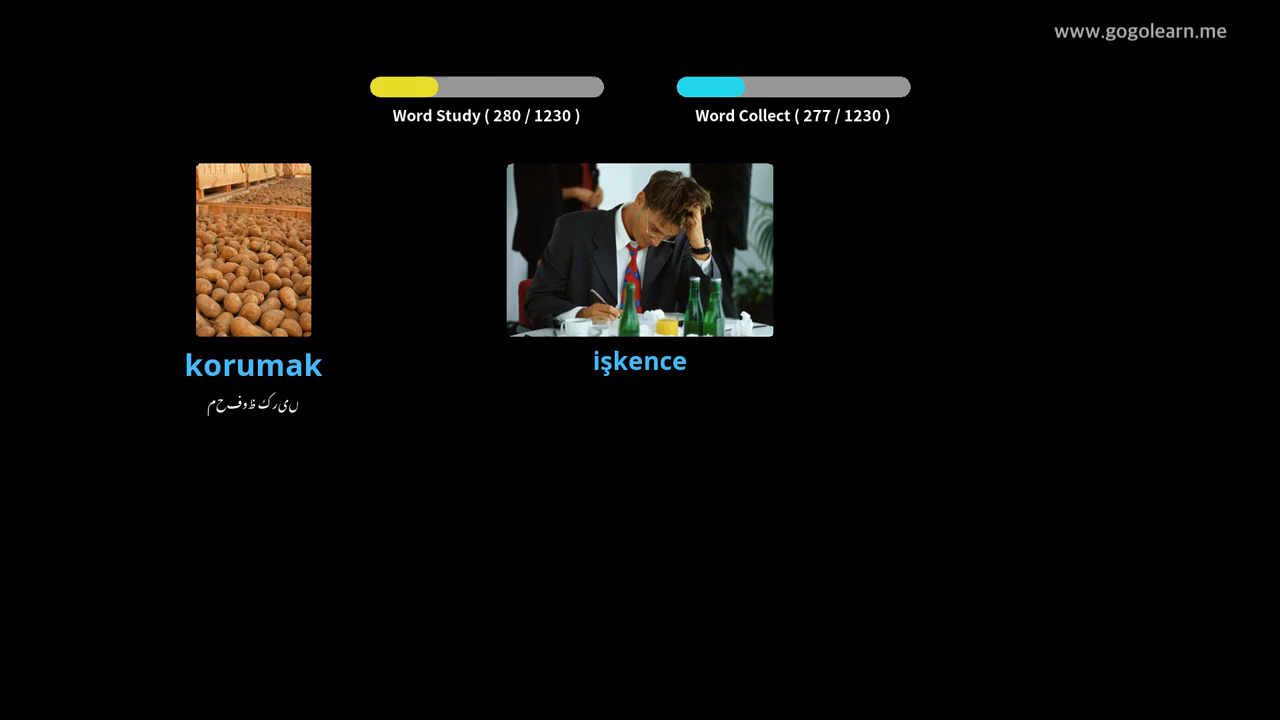 www.gogolearn.me
Word Study ( 280 / 1230 )
Word Collect ( 277 / 1230 )
korumak
محفوظ کریں
işkence